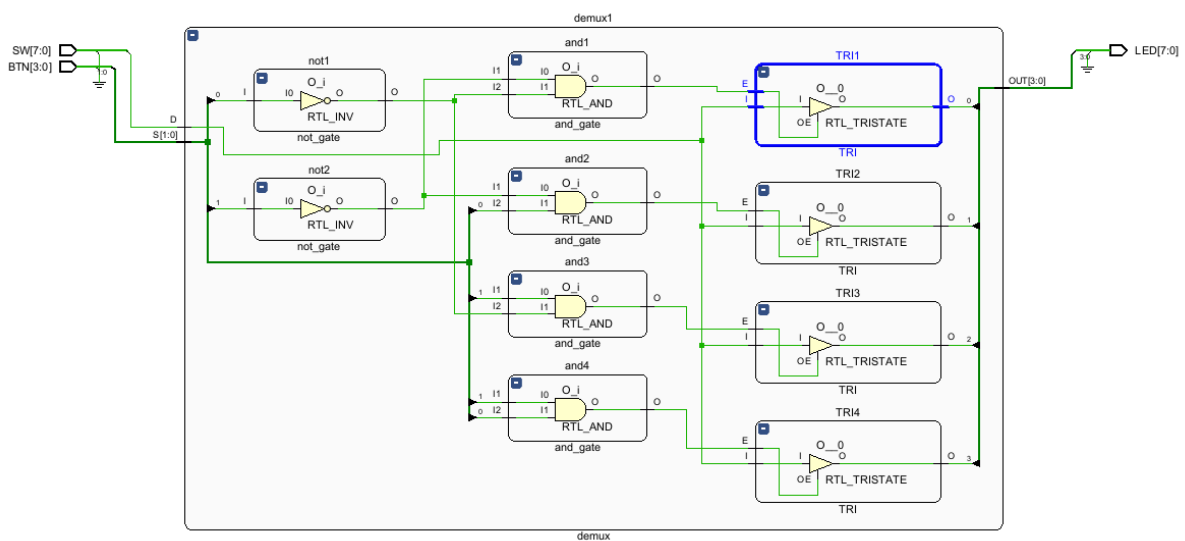 demux1
SW[7:0]
BTN[3:0]
1:0
D
S[1:0]
not1
0
I
I0
O_i
O
O
RTL_INV
not_gate
not2
1
I
I0
O_i
O
O
RTL_INV
not_gate
and1
I1
I2
I0
I1
O_i
O
O
RTL_AND
and_gate
and2
I1
0
I2
I0
I1
O_i
O
O
RTL_AND
and_gate
and3
1
I1
I2
I0
I1
O_i
O
O
RTL_AND
and_gate
and4
1
I1
0
I2
I0
I1
O_i
O
O
RTL_AND
and_gate
TRI1
E
I
I
O__0
O
OE
RTL_TRISTATE
O
0
TRI
TRI2
E
I
I
O__0
O
OE
RTL_TRISTATE
O
1
TRI
TRI3
E
I
I
O__0
O
OE
RTL_TRISTATE
O
2
TRI
TRI4
E
I
I
O__0
O
OE
RTL_TRISTATE
O
3
TRI
OUT[3:0]
3:0
LED[7:0]
demux